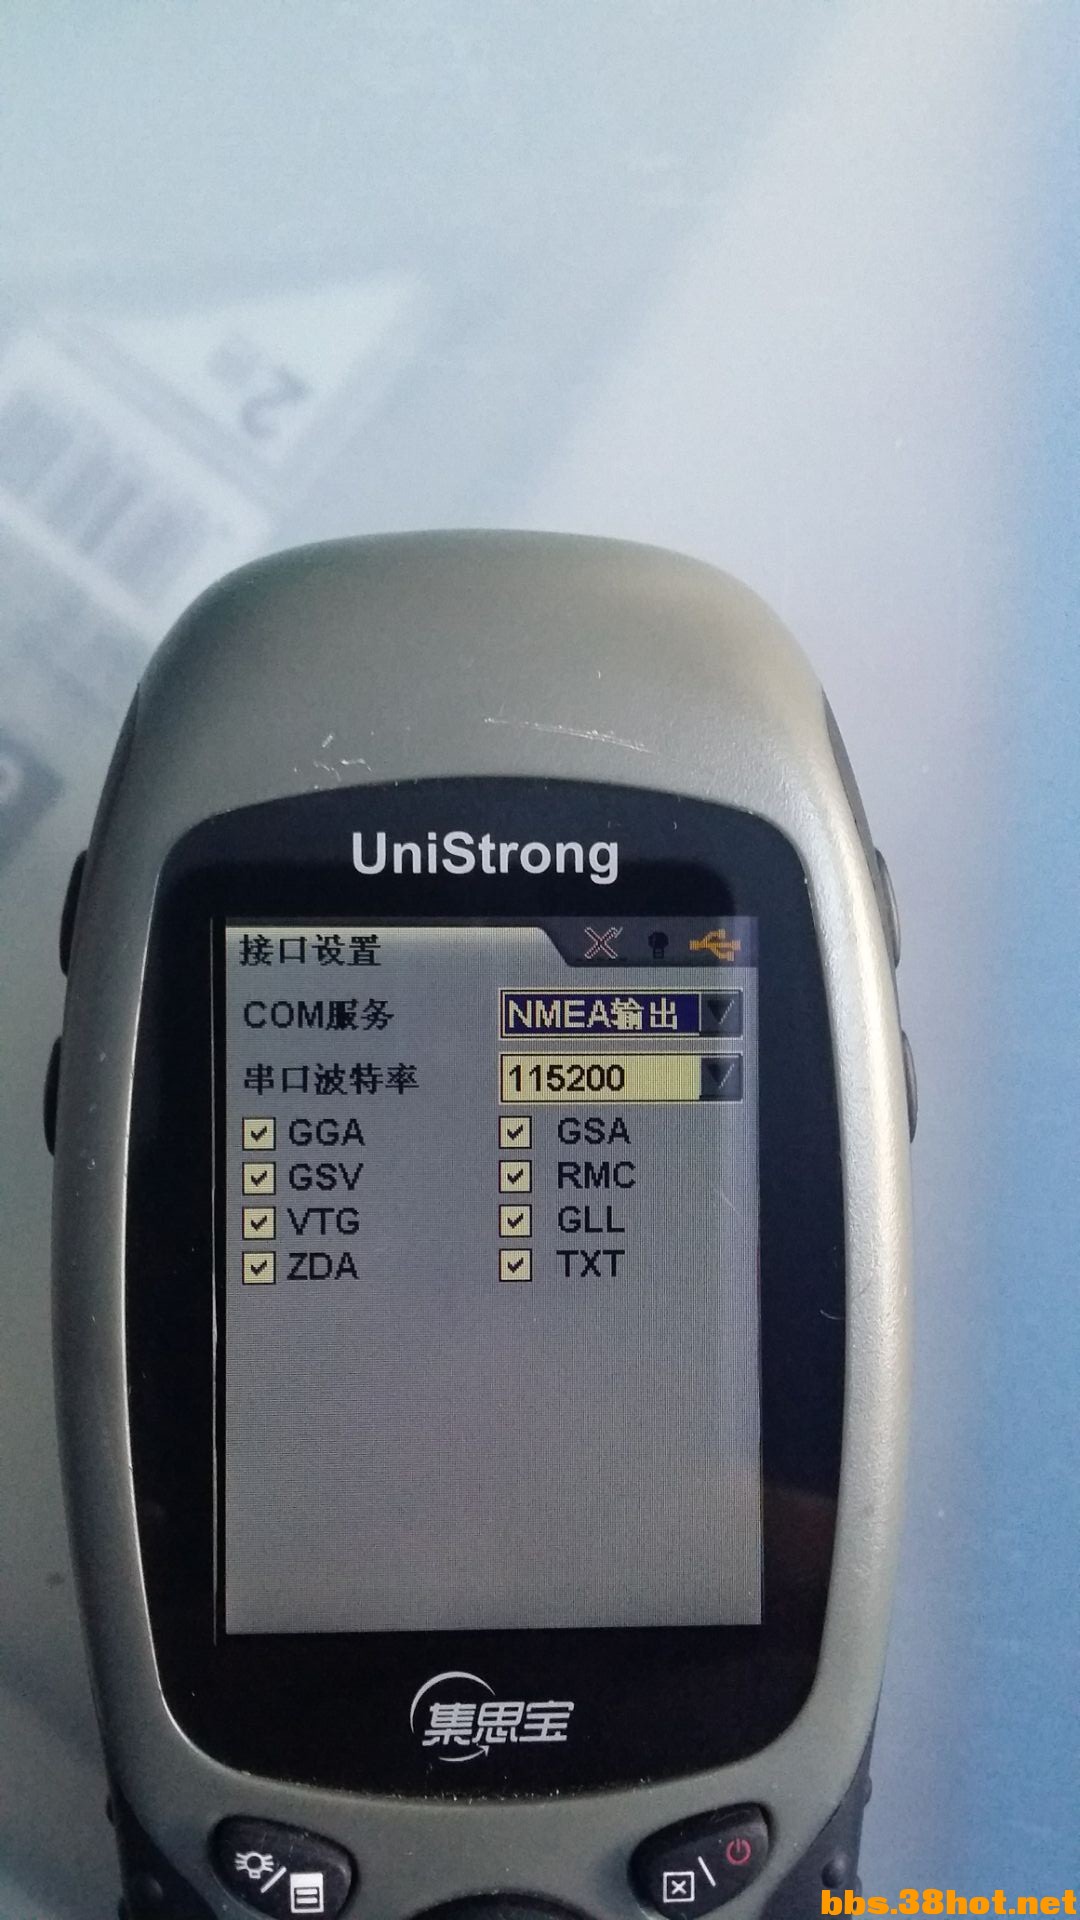 2
UniStrong
接口设置
COM服务 NMEA输出
串口波特率 115200
GGA GSA
GSV RMC
VTG GLL
ZDA TXT
集思宝
bbs.38hot.net